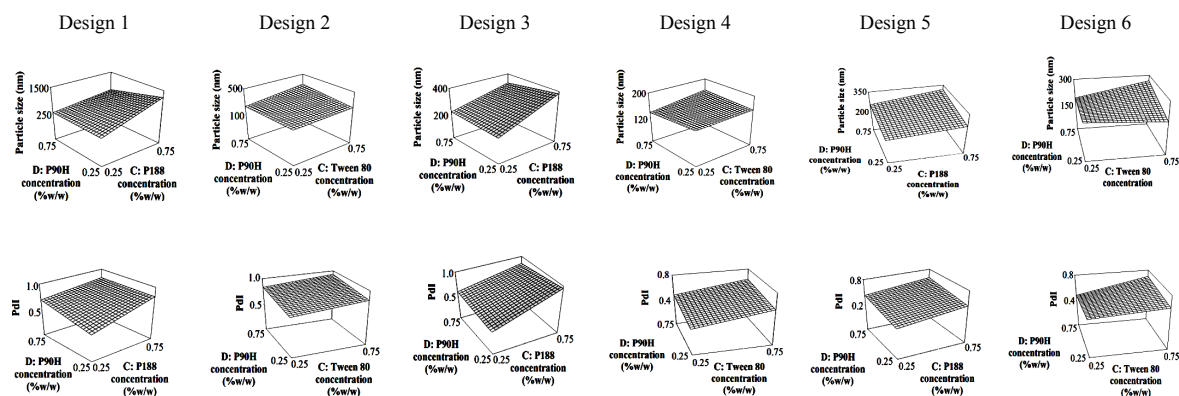 Design 1
Design 2
Design 3
Design 4
Design 5
Design 6
Particle size (nm)
1500
250
0.75
D: P90H
concentration
(%w/w)
0.25
0.25
C: P188
concentration
(%w/w)
0.75
Particle size (nm)
500
100
0.75
D: P90H
concentration
(%w/w)
0.25
0.25
C: Tween 80
concentration
(%w/w)
0.75
Particle size (nm)
400
200
0.75
D: P90H
concentration
(%w/w)
0.25
0.25
C: P188
concentration
(%w/w)
0.75
Particle size (nm)
200
120
0.75
D: P90H
concentration
(%w/w)
0.25
0.25
C: Tween 80
concentration
(%w/w)
0.75
Particle size (nm)
350
200
0.75
D: P90H
concentration
(%w/w)
0.25
0.25
C: P188
concentration
(%w/w)
0.75
Particle size (nm)
300
150
0.75
D: P90H
concentration
(%w/w)
0.25
0.25
C: Tween 80
concentration
0.75
PdI
1.0
0.5
0.75
D: P90H
concentration
(%w/w)
0.25
0.25
C: P188
concentration
(%w/w)
0.75
PdI
1.0
0.5
0.75
D: P90H
concentration
(%w/w)
0.25
0.25
C: Tween 80
concentration
(%w/w)
0.75
PdI
1.0
0.5
0.75
D: P90H
concentration
(%w/w)
0.25
0.25
C: P188
concentration
(%w/w)
0.75
PdI
0.8
0.4
0.75
D: P90H
concentration
(%w/w)
0.25
0.25
C: Tween 80
concentration
(%w/w)
0.75
PdI
0.8
0.2
0.75
D: P90H
concentration
(%w/w)
0.25
0.25
C: P188
concentration
(%w/w)
0.75
PdI
0.8
0.4
0.75
D: P90H
concentration
(%w/w)
0.25
0.25
C: Tween 80
concentration
(%w/w)
0.75